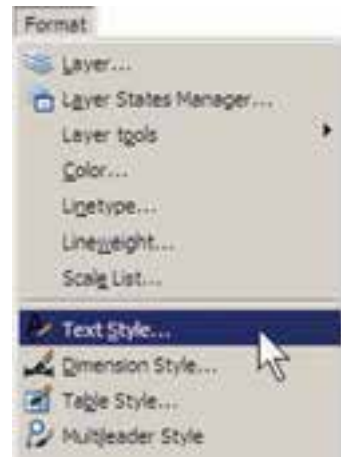 Format
Layer...
Layer States Manager...
Layer tools
Color...
Linetype...
Lineweight...
Scale List...
Text Style...
Dimension Style...
Table Style...
Multileader Style